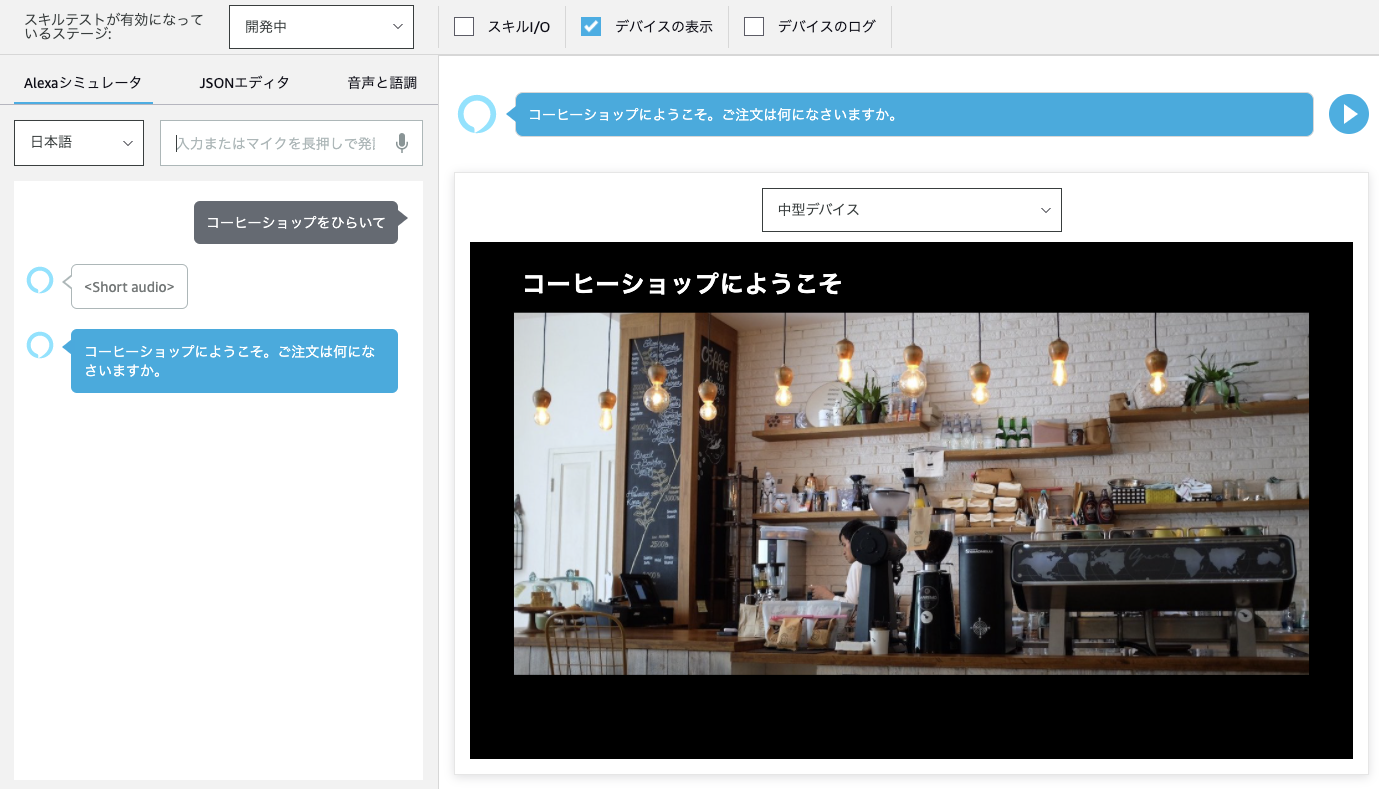 スキルテストが有効になって
いるステージ:
開発中
スキルI/O
デバイスの表示
デバイスのログ
Alexaシミュレータ
JSONエディタ
音声と語調
日本語
入力またはマイクを長押しで発
コーヒーショップをひらいて
<Short audio>
コーヒーショップにようこそ。ご注文は何にな
さいますか。
コーヒーショップにようこそ。ご注文は何になさいますか。
中型デバイス
コーヒーショップにようこそ
Coffee